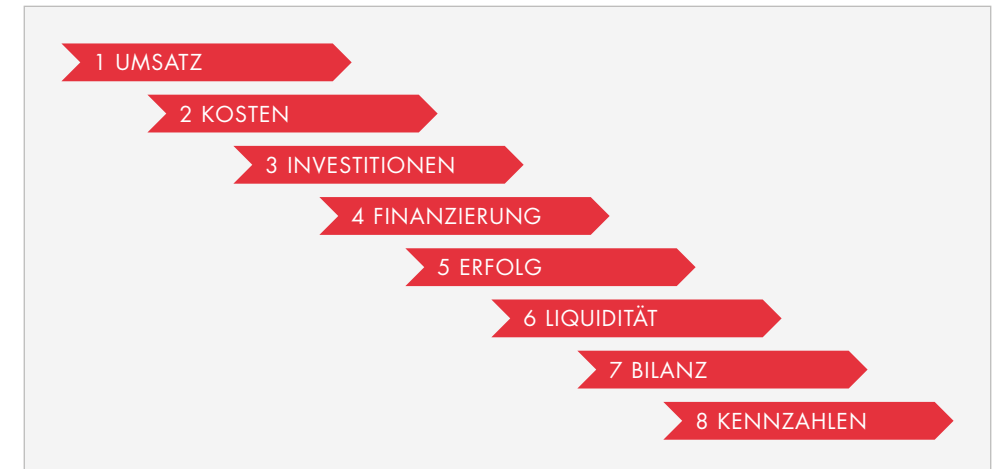 1 UMSATZ
2 KOSTEN
3 INVESTITIONEN
4 FINANZIERUNG
5 ERFOLG
6 LIQUIDITÄT
7 BILANZ
8 KENNZAHLEN